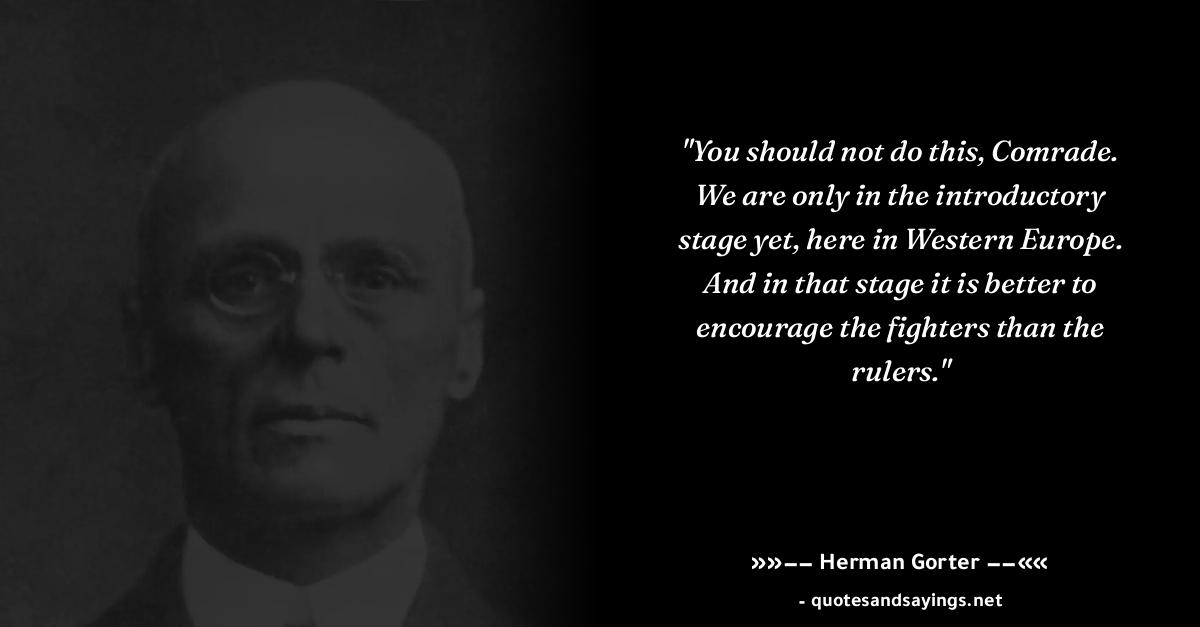 "You should not do this, Comrade.
We are only in the introductory
stage yet, here in Western Europe.
And in that stage it is better to
encourage the fighters than the
rulers."
»»–– Herman Gorter ––««
- quotesandsayings.net